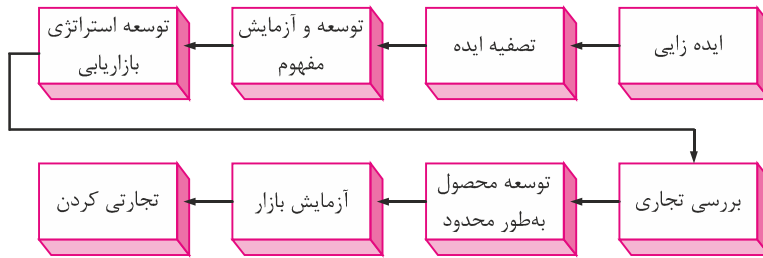 ایده زایی
تصفیه ایده
توسعه و آزمایش
مفهوم
توسعه استراتژی
بازاریابی
بررسی تجاری
توسعه محصول
به‌طور محدود
آزمایش بازار
تجارتی کردن